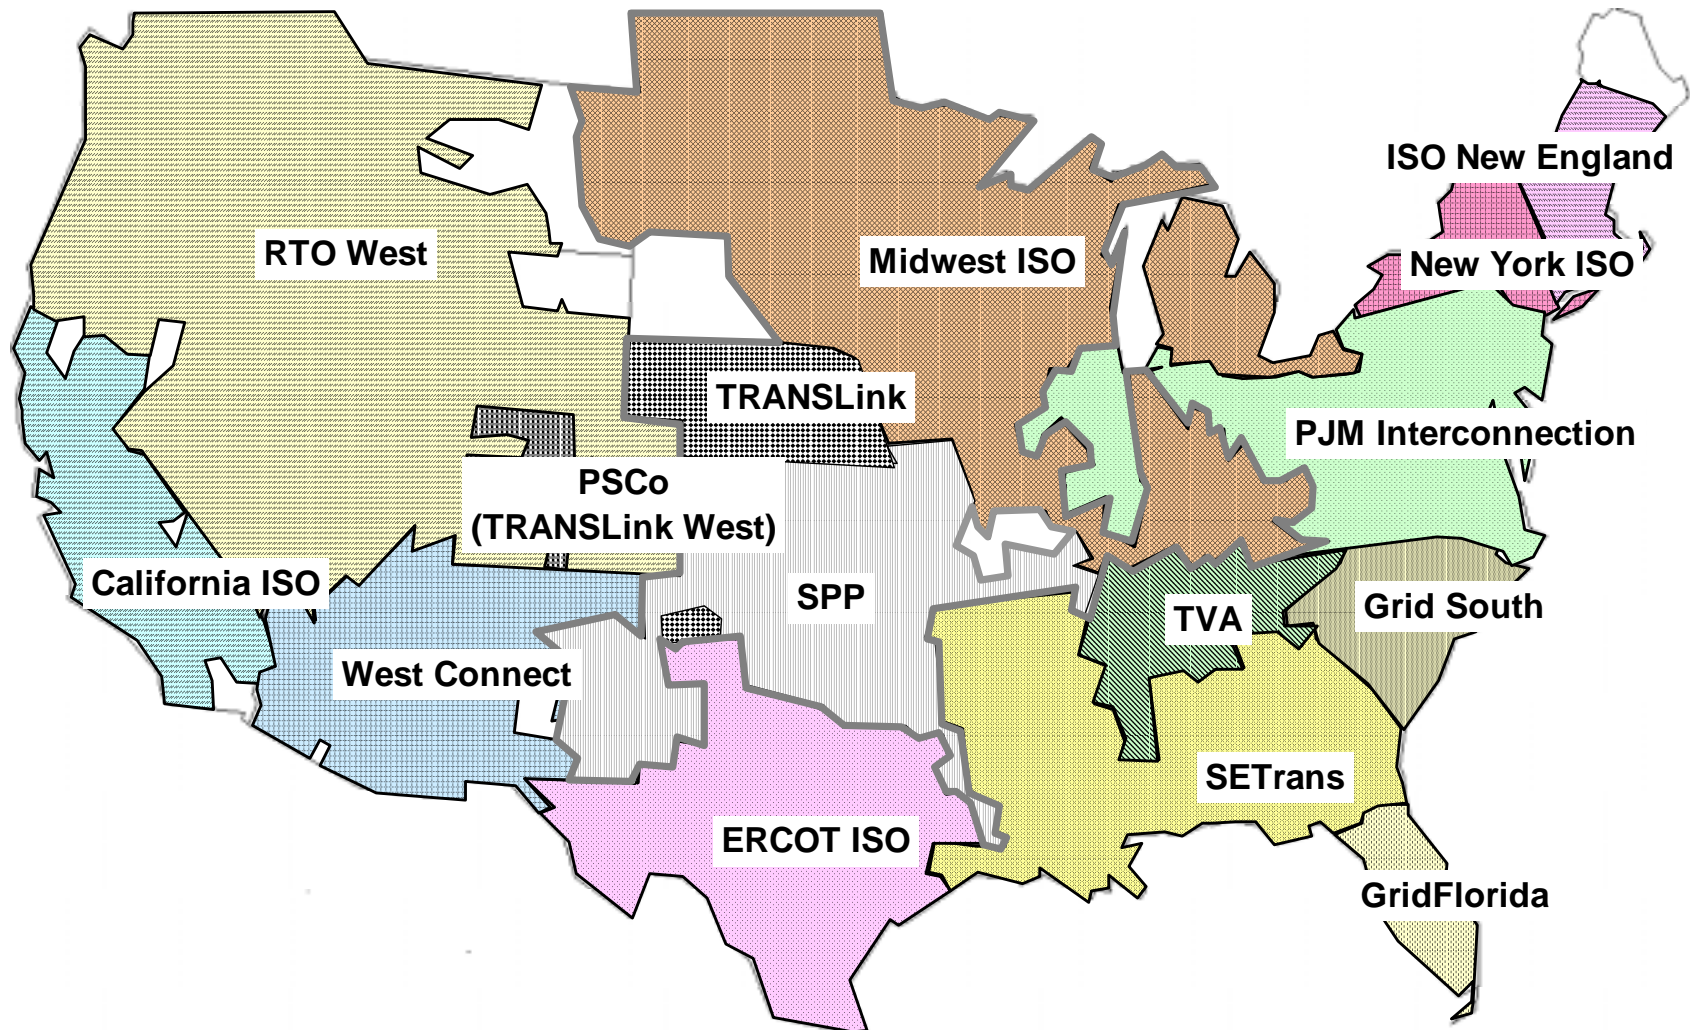 ISO New England
RTO West
Midwest ISO
New York ISO
TRANSLink
PJM Interconnection
PSCo
(TRANSLink West)
California ISO
SPP
TVA
Grid South
West Connect
SETrans
ERCOT ISO
GridFlorida